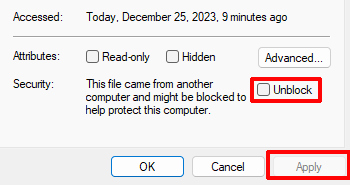 Accessed: Today, December 25, 2023, 9 minutes ago
Attributes: Read-only Hidden Advanced...
Security: This file came from another
computer and might be blocked to
help protect this computer.
Unblock
OK Cancel Apply